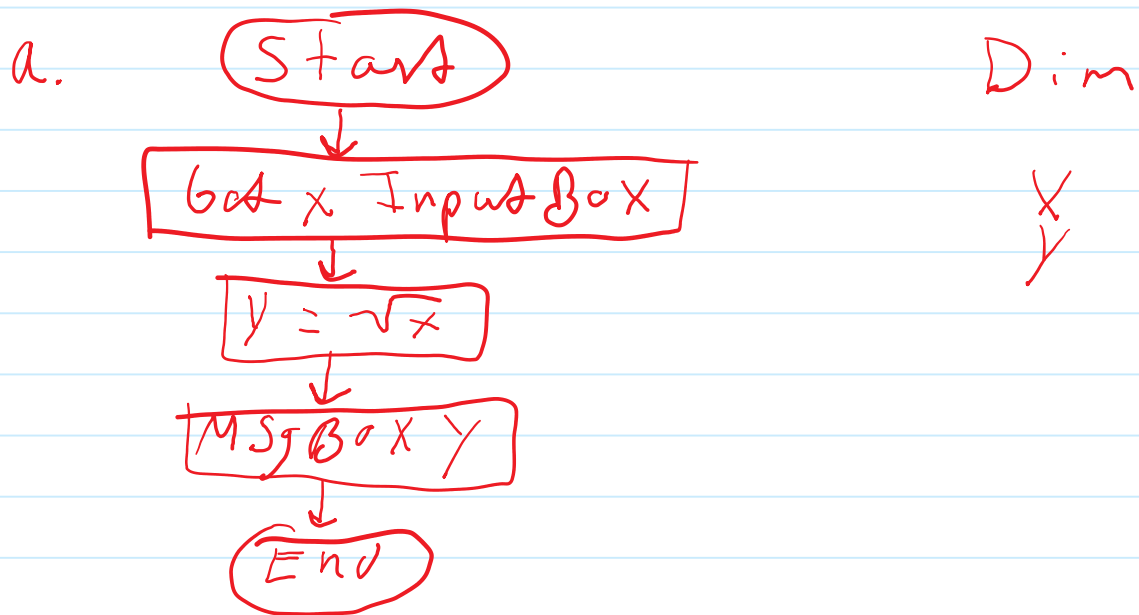 a. Start Dim
Get x InputBox X
Y
y = √x
MsgBox Y
End